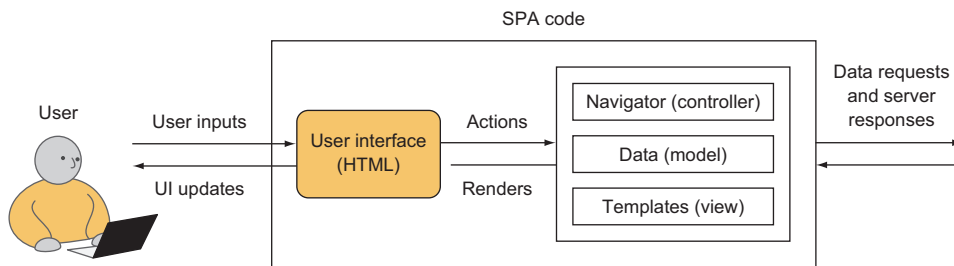 SPA code
User
User inputs
UI updates
User interface
(HTML)
Actions
Renders
Navigator (controller)
Data (model)
Templates (view)
Data requests
and server
responses